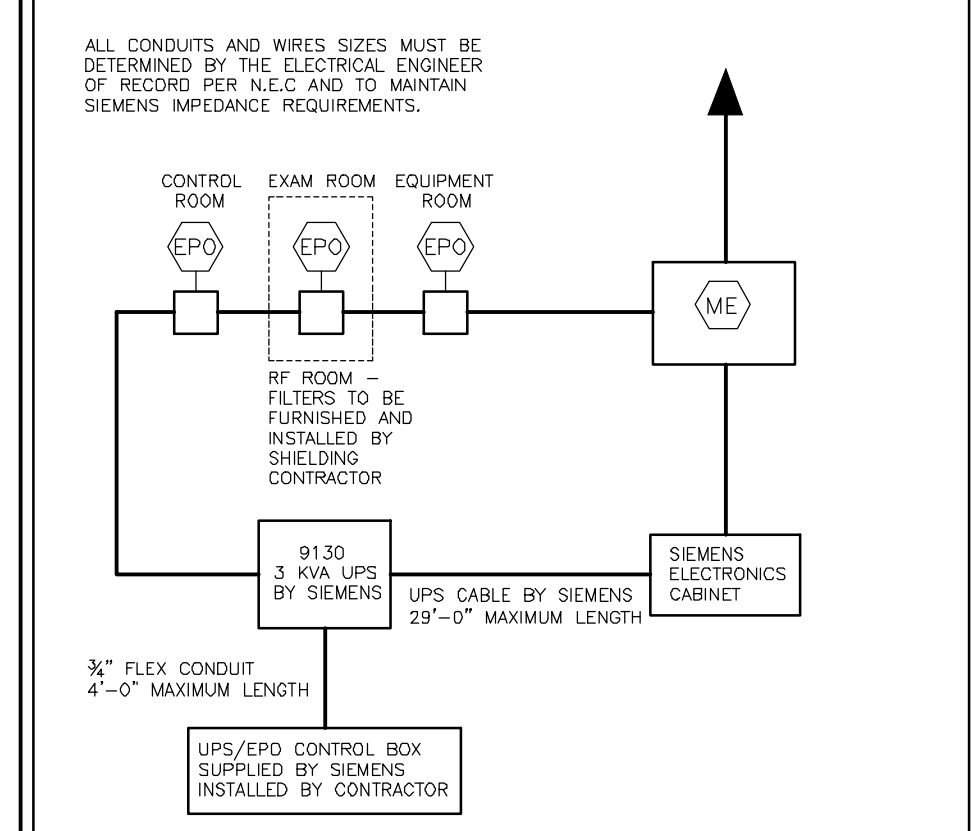 ALL CONDUITS AND WIRES SIZES MUST BE
DETERMINED BY THE ELECTRICAL ENGINEER
OF RECORD PER N.E.C AND TO MAINTAIN
SIEMENS IMPEDANCE REQUIREMENTS.
CONTROL
ROOM
EXAM ROOM
EQUIPMENT
ROOM
EPO
EPO
EPO
ME
RF ROOM –
FILTERS TO BE
FURNISHED AND
INSTALLED BY
SHIELDING
CONTRACTOR
9130
3 KVA UPS
BY SIEMENS
UPS CABLE BY SIEMENS
29'–0" MAXIMUM LENGTH
SIEMENS
ELECTRONICS
CABINET
¾" FLEX CONDUIT
4'–0" MAXIMUM LENGTH
UPS/EPO CONTROL BOX
SUPPLIED BY SIEMENS
INSTALLED BY CONTRACTOR